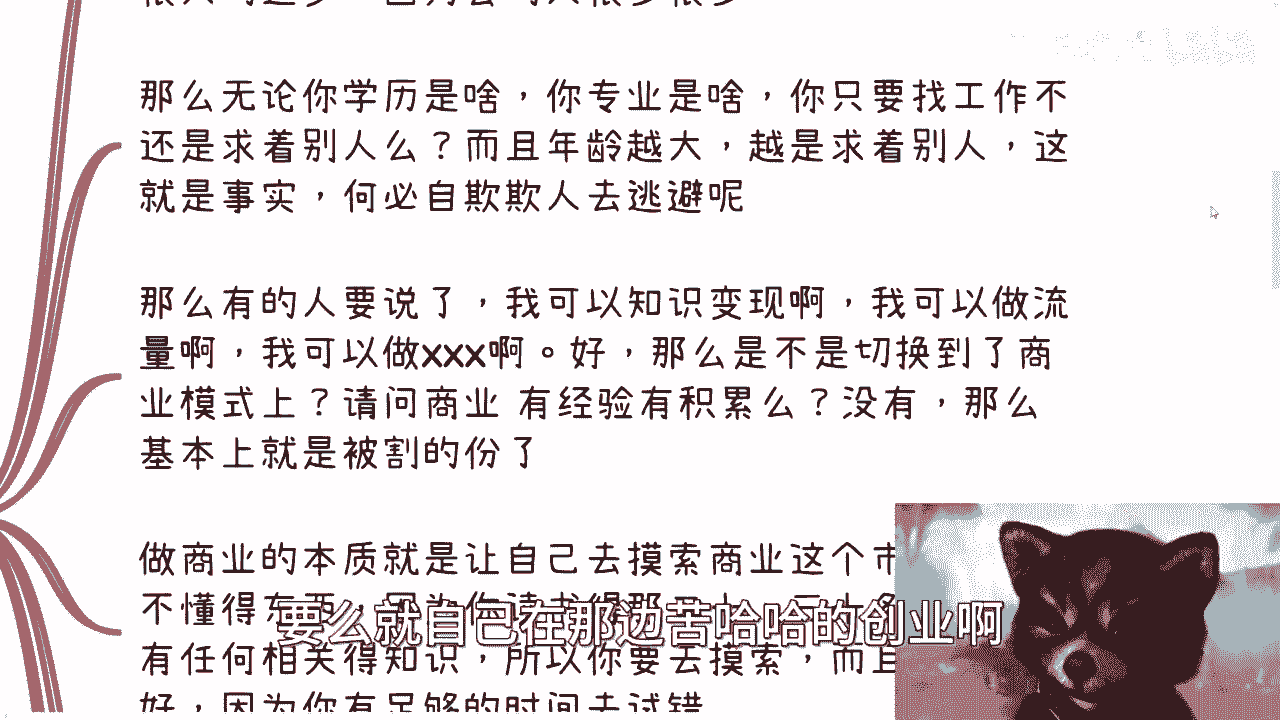 那么无论你学历是啥，你专业是啥，你只要找工作不
还是求着别人么？而且年龄越大，越是求着别人，这
就是事实，何必自欺欺人去逃避呢
那么有的人要说了，我可以知识变现啊，我可以做流
量啊，我可以做xxx啊。好，那么是不是切换到了商
业模式上？请问商业 有经验有积累么？没有，那么
基本上就是被割的份了
做商业的本质就是让自己去摸索商业这个市
不懂得东西
要么就自己在那边苦哈哈的创业啊
有任何相关得知识，所以你要去摸索，而且
好，因为你有足够的时间去试错